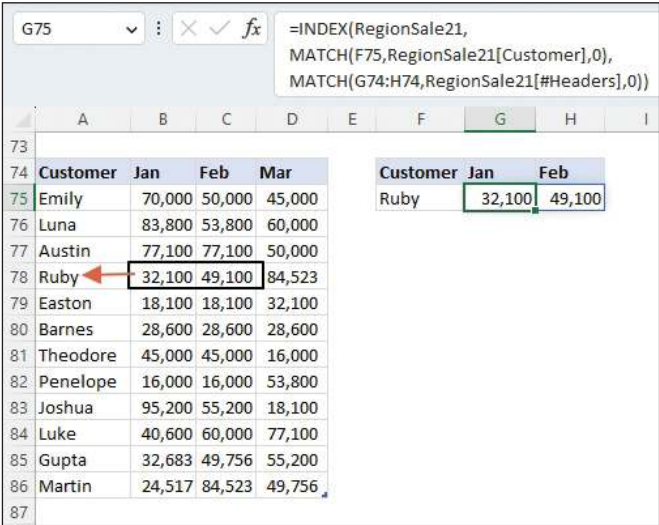 G75 fx =INDEX(RegionSale21,
MATCH(F75,RegionSale21[Customer],0),
MATCH(G74:H74,RegionSale21[#Headers],0))
A B C D E F G H I
73
74 Customer Jan Feb Mar Customer Jan Feb
75 Emily 70,000 50,000 45,000 Ruby 32,100 49,100
76 Luna 83,800 53,800 60,000
77 Austin 77,100 77,100 50,000
78 Ruby 32,100 49,100 84,523
79 Easton 18,100 18,100 32,100
80 Barnes 28,600 28,600 28,600
81 Theodore 45,000 45,000 16,000
82 Penelope 16,000 16,000 53,800
83 Joshua 95,200 55,200 18,100
84 Luke 40,600 60,000 77,100
85 Gupta 32,683 49,756 55,200
86 Martin 24,517 84,523 49,756
87